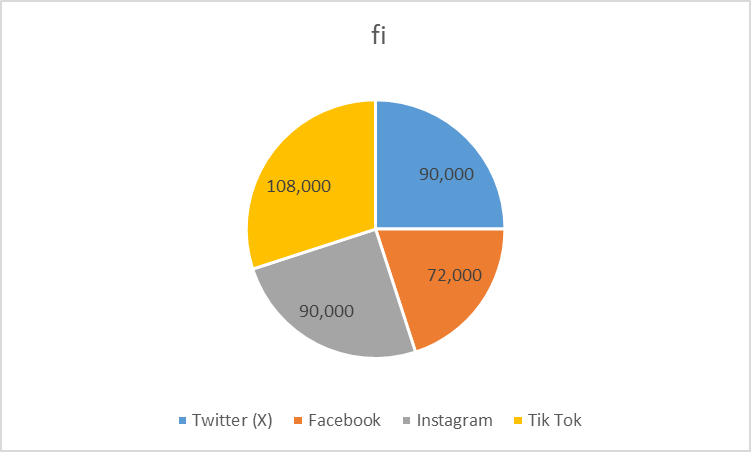 fi
90,000
108,000
72,000
90,000
Twitter (X) Facebook Instagram Tik Tok